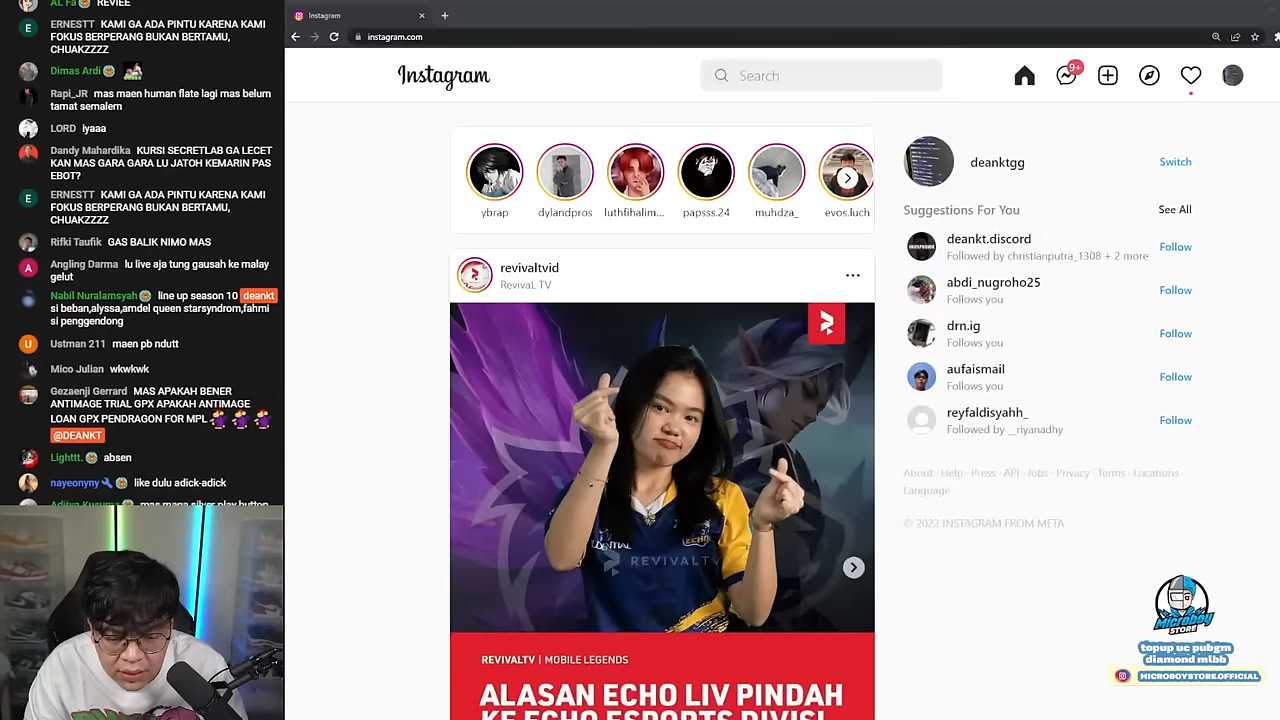 AL Fa REVIEE
ERNESTT KAMI GA ADA PINTU KARENA KAMI
FOKUS BERPERANG BUKAN BERTAMU,
CHUAKZZZZ
Dimas Ardi
Rapi_JR mas maen human flate lagi mas belum
tamat semalem
LORD iyaaa
Dandy Mahardika KURSI SECRETLAB GA LECET
KAN MAS GARA GARA LU JATOH KEMARIN PAS
EBOT?
ERNESTT KAMI GA ADA PINTU KARENA KAMI
FOKUS BERPERANG BUKAN BERTAMU,
CHUAKZZZZ
Rifki Taufik GAS BALIK NIMO MAS
Angling Darma lu live aja tung gausah ke malay
gelut
Nabil Nuralamsyah line up season 10 deankt
si beban,alyssa,amdel queen starsyndrom,fahmi
si penggendong
Ustman 211 maen pb ndutt
Mico Julian wkwkwk
Gezaenji Gerrard MAS APAKAH BENER
ANTIMAGE TRIAL GPX APAKAH ANTIMAGE
LOAN GPX PENDRAGON FOR MPL
@DEANKT
Lighttt. absen
nayeonyny like dulu adick-adick
Instagram
instagram.com
Instagram
Search
9+
ybrap
dylandpros
luthfihalim...
papsss.24
muhdza_
evos.luch
revivaltvid
RevivaL TV
ECHO
REVIVALTV
REVIVALTV | MOBILE LEGENDS
ALASAN ECHO LIV PINDAH
KE ECHO ESPORTS DIVISI
deanktgg
Switch
Suggestions For You
See All
deankt.discord
Followed by christianputra_1308 + 2 more
Follow
abdi_nugroho25
Follows you
Follow
drn.ig
Follows you
Follow
aufaismail
Follows you
Follow
reyfaldisyahh_
Followed by __riyanadhy
Follow
About · Help · Press · API · Jobs · Privacy · Terms · Locations ·
Language
© 2022 INSTAGRAM FROM META
MICROBOY
STORE
topup uc pubgm
diamond mlbb
MICROBOYSTORE.OFFICIAL